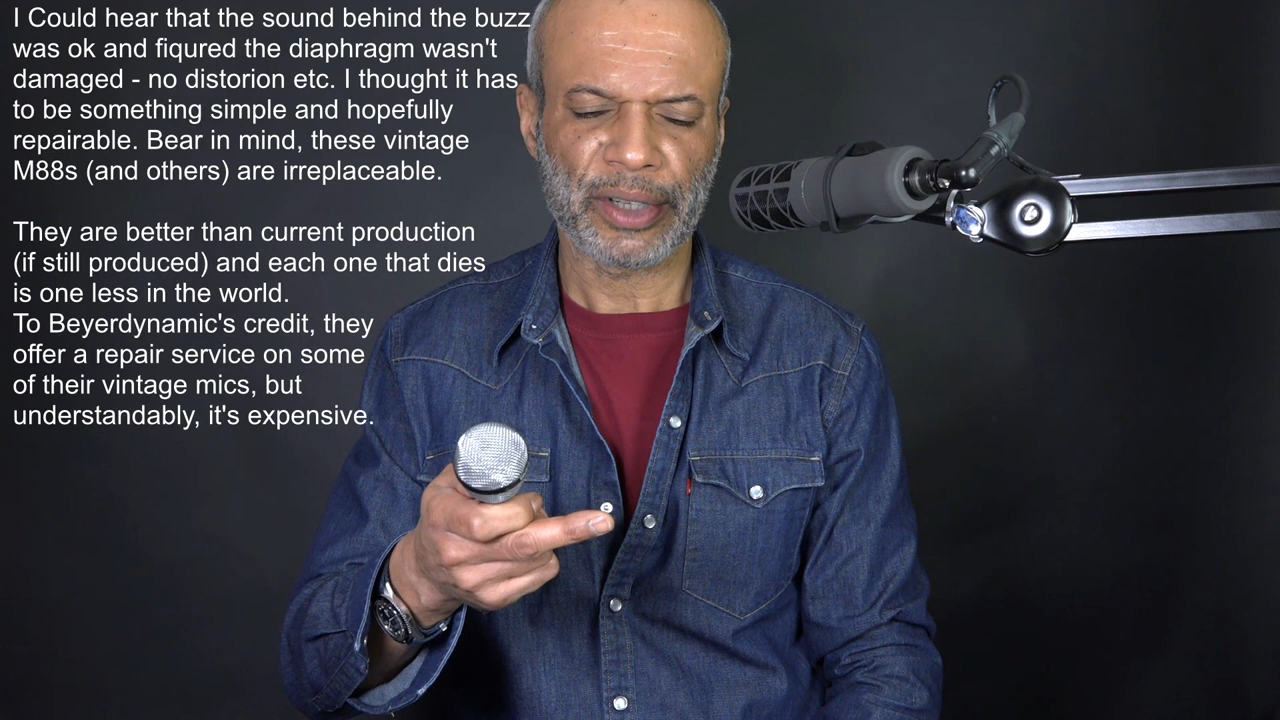 I Could hear that the sound behind the buzz
was ok and fiqured the diaphragm wasn't
damaged - no distorion etc. I thought it has
to be something simple and hopefully
repairable. Bear in mind, these vintage
M88s (and others) are irreplaceable.
They are better than current production
(if still produced) and each one that dies
is one less in the world.
To Beyerdynamic's credit, they
offer a repair service on some
of their vintage mics, but
understandably, it's expensive.